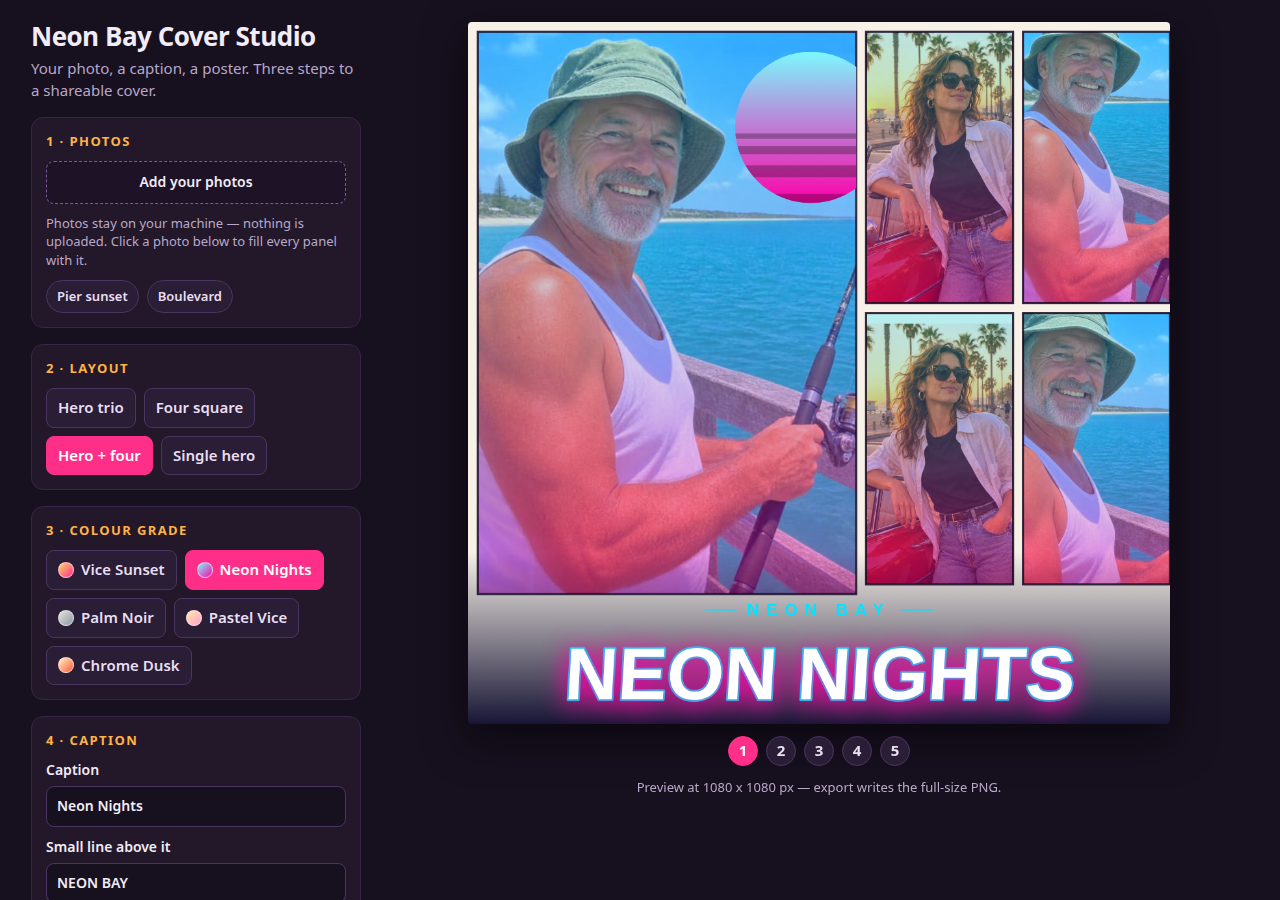 Neon Bay Cover Studio
Your photo, a caption, a poster. Three steps to
a shareable cover.
1 · PHOTOS
Add your photos
Photos stay on your machine — nothing is
uploaded. Click a photo below to fill every panel
with it.
Pier sunset
Boulevard
2 · LAYOUT
Hero trio
Four square
Hero + four
Single hero
3 · COLOUR GRADE
Vice Sunset
Neon Nights
Palm Noir
Pastel Vice
Chrome Dusk
4 · CAPTION
Caption
Neon Nights
Small line above it
NEON BAY
NEON BAY
NEON NIGHTS
1 2 3 4 5
Preview at 1080 x 1080 px — export writes the full-size PNG.